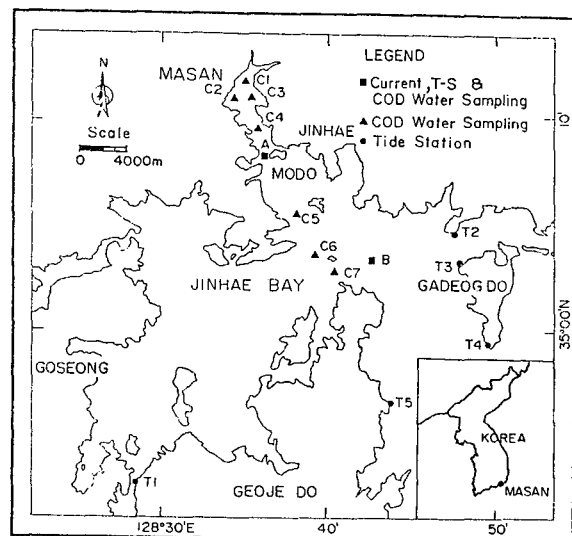 LEGEND
■ Current, T-S &
COD Water Sampling
▲ COD Water Sampling
● Tide Station
N
Scale
0 4000m
MASAN
C1
C2
C3
C4
A
JINHAE
MODO
C5
C6
C7
B
JINHAE BAY
T2
T3
GADEOG DO
T4
GOSEONG
T5
T1
GEOJE DO
KOREA
MASAN
10'
35°00N
128°30'E
40'
50'